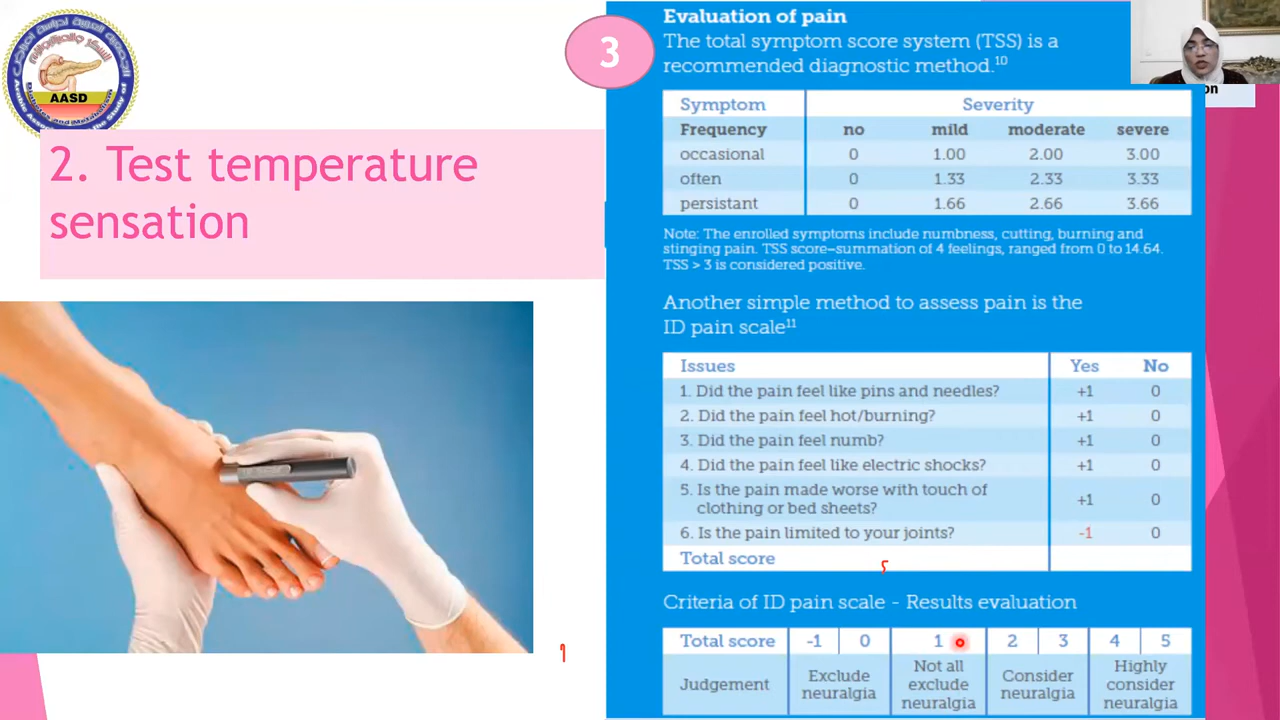 AASD
2. Test temperature
sensation
3
Evaluation of pain
The total symptom score system (TSS) is a
recommended diagnostic method.10
Symptom Severity
Frequency no mild moderate severe
occasional 0 1.00 2.00 3.00
often 0 1.33 2.33 3.33
persistant 0 1.66 2.66 3.66
Note: The enrolled symptoms include numbness, cutting, burning and
stinging pain. TSS score=summation of 4 feelings, ranged from 0 to 14.64.
TSS > 3 is considered positive.
Another simple method to assess pain is the
ID pain scale11
Issues Yes No
1. Did the pain feel like pins and needles? +1 0
2. Did the pain feel hot/burning? +1 0
3. Did the pain feel numb? +1 0
4. Did the pain feel like electric shocks? +1 0
5. Is the pain made worse with touch of
clothing or bed sheets? +1 0
6. Is the pain limited to your joints? -1 0
Total score
Criteria of ID pain scale - Results evaluation
Total score -1 0 1 2 3 4 5
Judgement Exclude neuralgia Not all exclude neuralgia Consider neuralgia Highly consider neuralgia
on